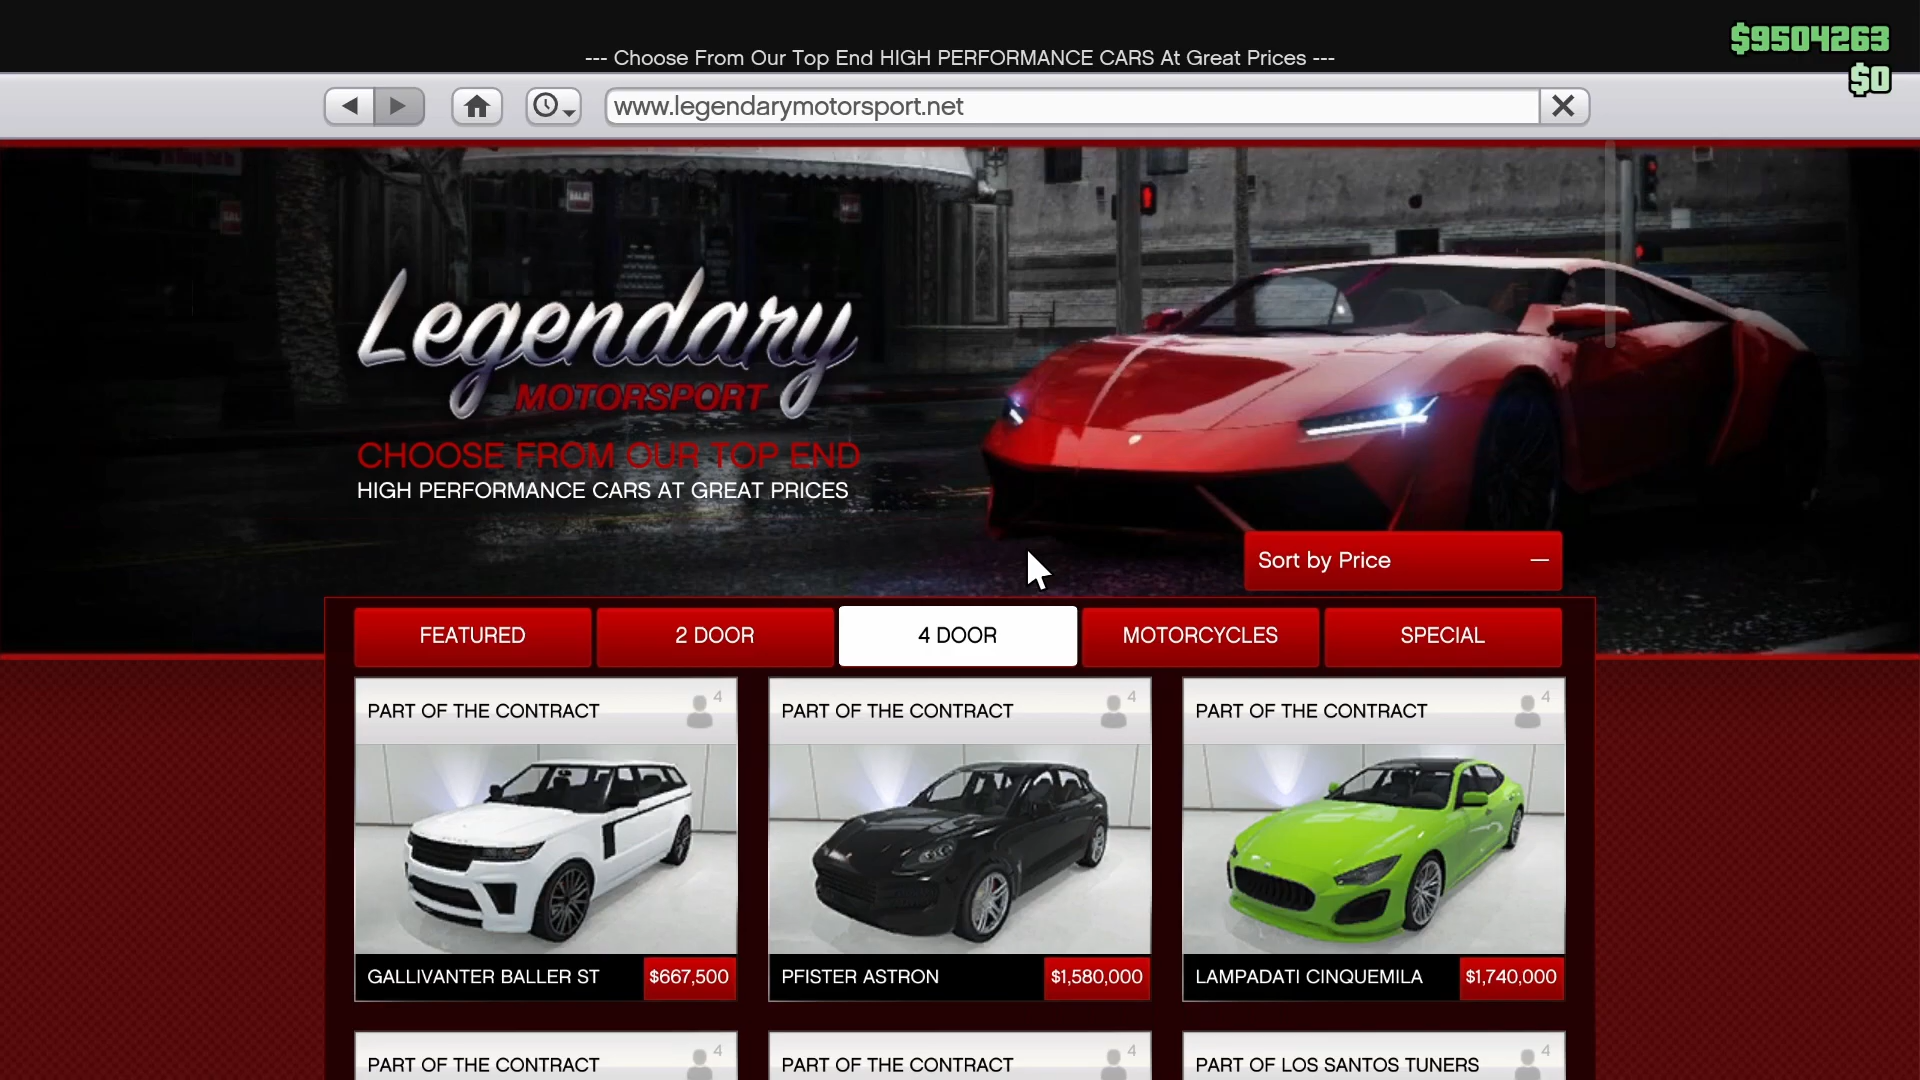 $9504263
--- Choose From Our Top End HIGH PERFORMANCE CARS At Great Prices ---
$0
www.legendarymotorsport.net
Legendary
MOTORSPORT
CHOOSE FROM OUR TOP END
HIGH PERFORMANCE CARS AT GREAT PRICES
Sort by Price
FEATURED
2 DOOR
4 DOOR
MOTORCYCLES
SPECIAL
PART OF THE CONTRACT
4
PART OF THE CONTRACT
4
PART OF THE CONTRACT
4
GALLIVANTER BALLER ST
$667,500
PFISTER ASTRON
$1,580,000
LAMPADATI CINQUEMILA
$1,740,000
PART OF THE CONTRACT
4
PART OF THE CONTRACT
4
PART OF LOS SANTOS TUNERS
4